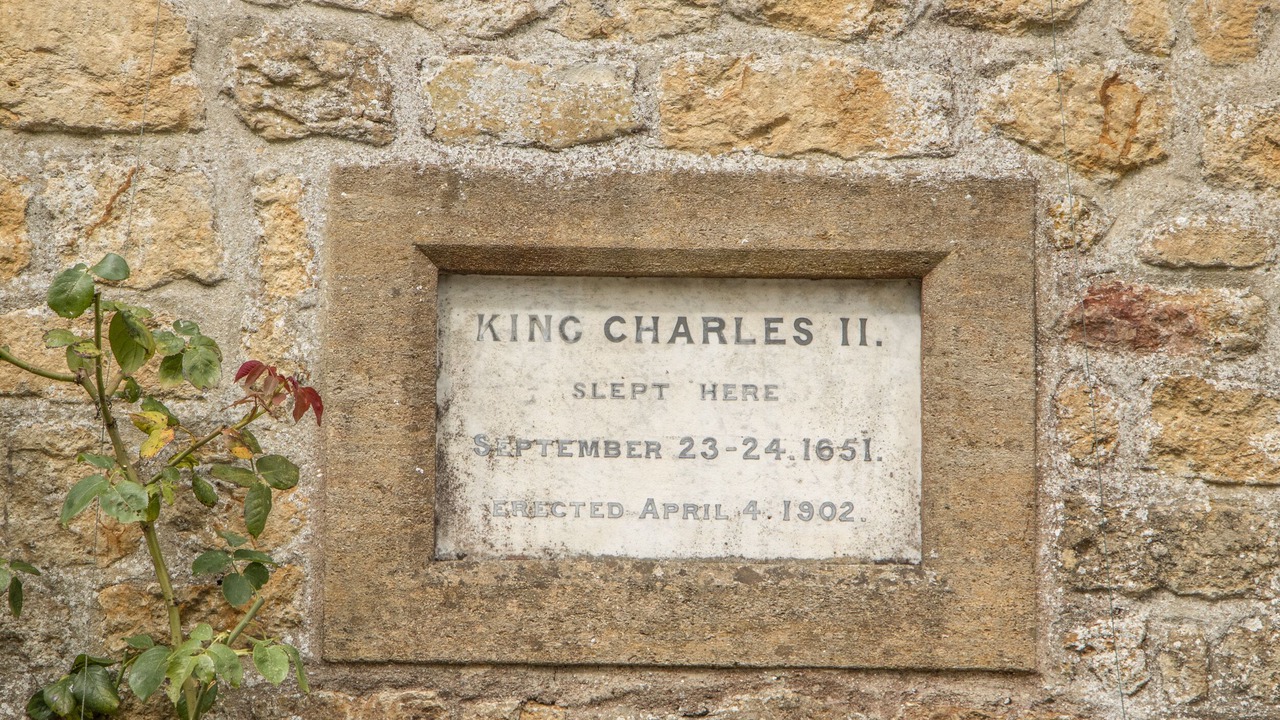 KING CHARLES II.
SLEPT HERE
SEPTEMBER 23-24.1651.
ERECTED APRIL 4.1902.